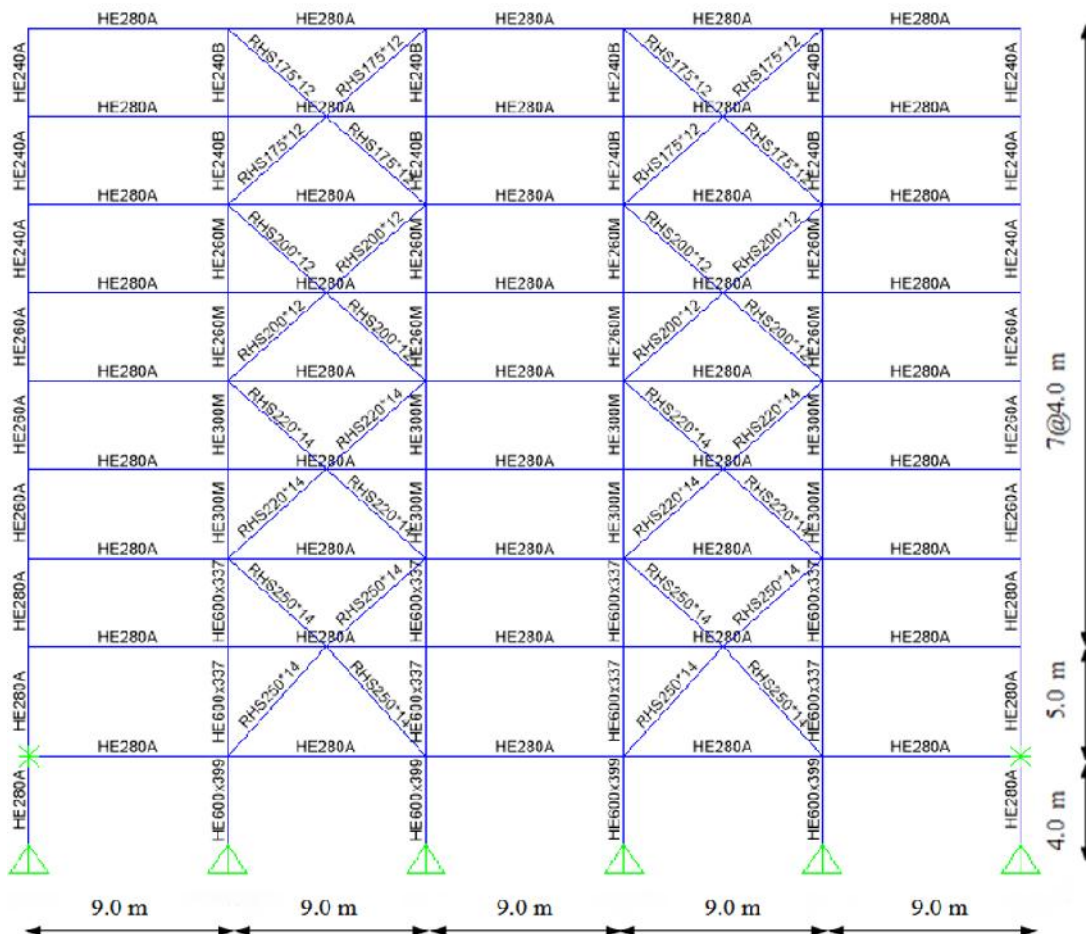 HE280A HE280A HE280A HE280A HE280A
HE240A HE240B RHS175*12 RHS175*12 HE240B HE240B RHS175*12 RHS175*12 HE240B HE240A
HE280A HE280A HE280A HE280A HE280A
HE240A HE240B RHS175*12 RHS175*12 HE240B HE240B RHS175*12 RHS175*12 HE240B HE240A
HE280A HE280A HE280A HE280A HE280A
HE240A HE260M RHS200*12 RHS200*12 HE260M HE260M RHS200*12 RHS200*12 HE260M HE240A
HE280A HE280A HE280A HE280A HE280A
HE260A HE260M RHS200*12 RHS200*12 HE260M HE260M RHS200*12 RHS200*12 HE260M HE260A
HE280A HE280A HE280A HE280A HE280A
HE260A HE300M RHS220*14 RHS220*14 HE300M HE300M RHS220*14 RHS220*14 HE300M HE260A
HE280A HE280A HE280A HE280A HE280A
HE260A HE300M RHS220*14 RHS220*14 HE300M HE300M RHS220*14 RHS220*14 HE300M HE260A
HE280A HE280A HE280A HE280A HE280A
HE280A HE600x337 RHS250*14 RHS250*14 HE600x337 HE600x337 RHS250*14 RHS250*14 HE600x337 HE280A
HE280A HE280A HE280A HE280A HE280A
HE280A HE600x337 RHS250*14 RHS250*14 HE600x337 HE600x337 RHS250*14 RHS250*14 HE600x337 HE280A
HE280A HE280A HE280A HE280A HE280A
HE280A HE600x399 HE600x399 HE600x399 HE600x399 HE280A
7@4.0 m
5.0 m
4.0 m
9.0 m 9.0 m 9.0 m 9.0 m 9.0 m